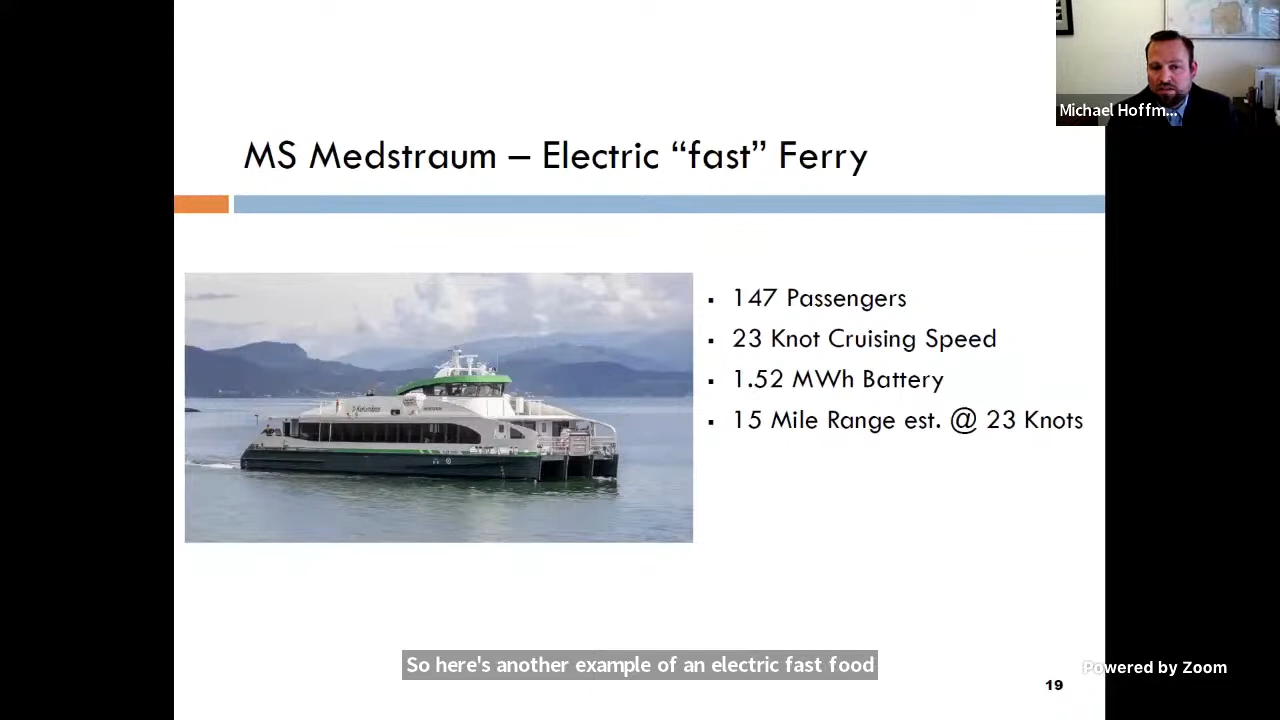 Michael Hoffm...
MS Medstraum – Electric “fast” Ferry
▪ 147 Passengers
▪ 23 Knot Cruising Speed
▪ 1.52 MWh Battery
▪ 15 Mile Range est. @ 23 Knots
So here's another example of an electric fast food
Powered by Zoom
19